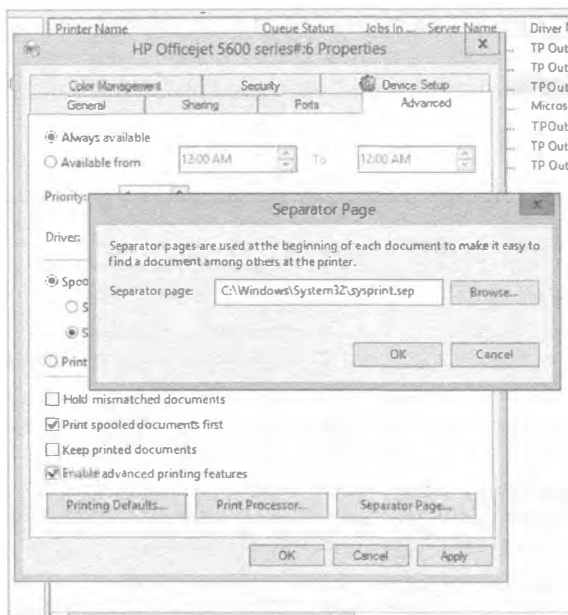 Printer Name Queue Status Jobs In ... Server Name Driver
HP Officejet 5600 series#:6 Properties
... TP Out
... TP Out
... TPOut
... Micros
... TPOut
... TP Out
... TP Out
Color Management Security Device Setup
General Sharing Ports Advanced
Always available
Available from 12:00 AM To 12:00 AM
Priority:
Driver:
Separator Page
Separator pages are used at the beginning of each document to make it easy to
find a document among others at the printer.
Separator page: C:\Windows\System32\sysprint.sep Browse...
OK Cancel
Spoo
S
S
Print
Hold mismatched documents
Print spooled documents first
Keep printed documents
Enable advanced printing features
Printing Defaults... Print Processor... Separator Page...
OK Cancel Apply